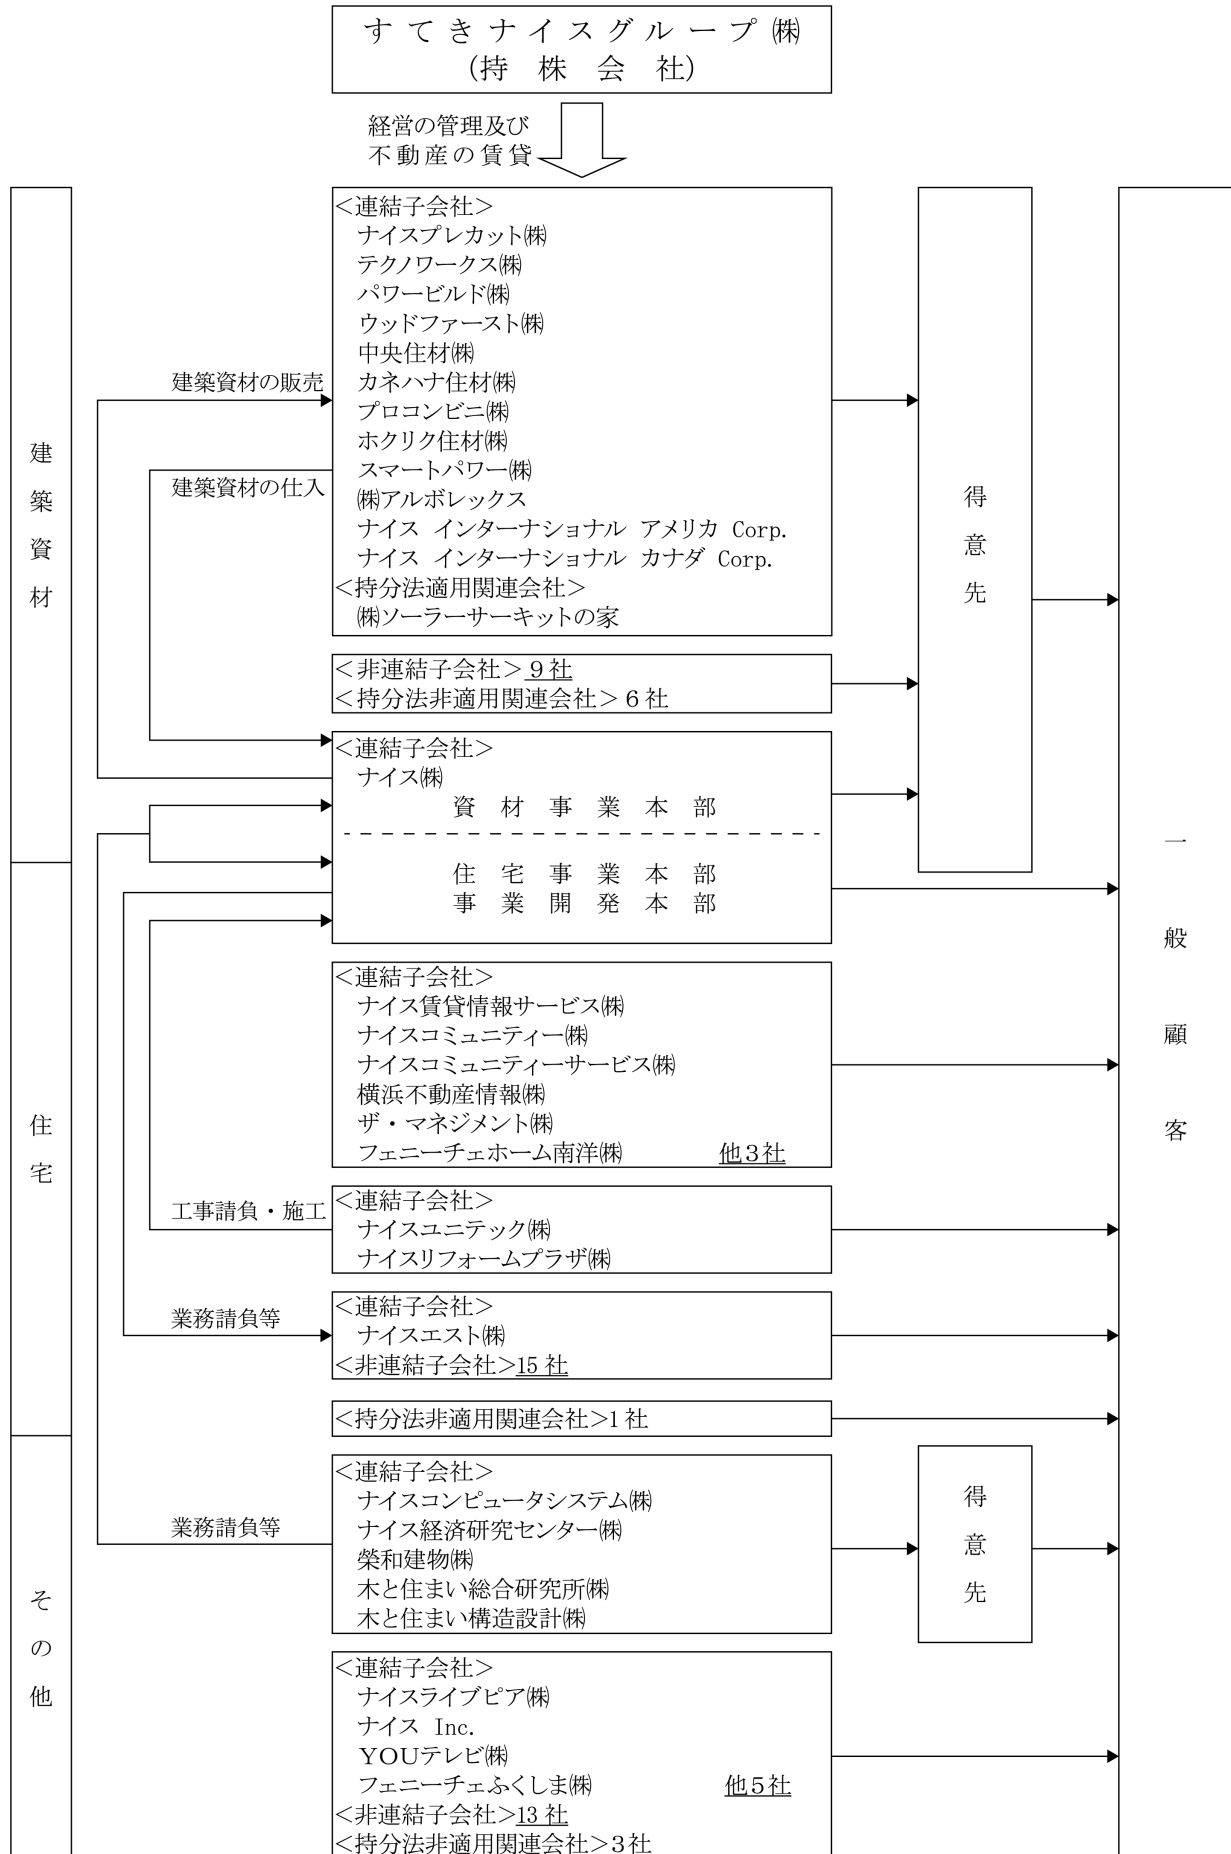 すてきナイスグループ㈱
(持株会社)
経営の管理及び
不動産の賃貸
建築資材
<連結子会社>
ナイスプレカット㈱
テクノワークス㈱
パワービルド㈱
ウッドファースト㈱
中央住材㈱
カネハナ住材㈱
プロコンビニ㈱
ホクリク住材㈱
スマートパワー㈱
㈱アルボレックス
ナイス インターナショナル アメリカ Corp.
ナイス インターナショナル カナダ Corp.
<持分法適用関連会社>
㈱ソーラーサーキットの家
建築資材の販売
建築資材の仕入
得意先
<非連結子会社>9社
<持分法非適用関連会社>6社
<連結子会社>
ナイス㈱
資材事業本部
住宅事業本部
事業開発本部
一般顧客
住宅
<連結子会社>
ナイス賃貸情報サービス㈱
ナイスコミュニティー㈱
ナイスコミュニティーサービス㈱
横浜不動産情報㈱
ザ・マネジメント㈱
フェニーチェホーム南洋㈱ 他3社
工事請負・施工
<連結子会社>
ナイスユニテック㈱
ナイスリフォームプラザ㈱
業務請負等
<連結子会社>
ナイスエスト㈱
<非連結子会社>15社
<持分法非適用関連会社>1社
その他
業務請負等
<連結子会社>
ナイスコンピュータシステム㈱
ナイス経済研究センター㈱
榮和建物㈱
木と住まい総合研究所㈱
木と住まい構造設計㈱
得意先
<連結子会社>
ナイスライブピア㈱
ナイス Inc.
YOUテレビ㈱
フェニーチェふくしま㈱ 他5社
<非連結子会社>13社
<持分法非適用関連会社>3社